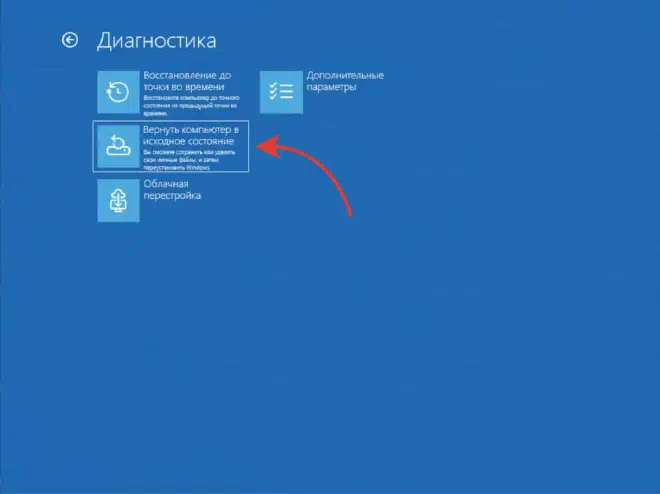 Диагностика
Восстановление до
точки во времени
Восстановите компьютер до точного
состояния из предыдущей точки во
времени.
Дополнительные
параметры
Вернуть компьютер в
исходное состояние
Вы сможете сохранить или удалить
свои личные файлы, и затем
переустановить Windows.
Облачная
перестройка